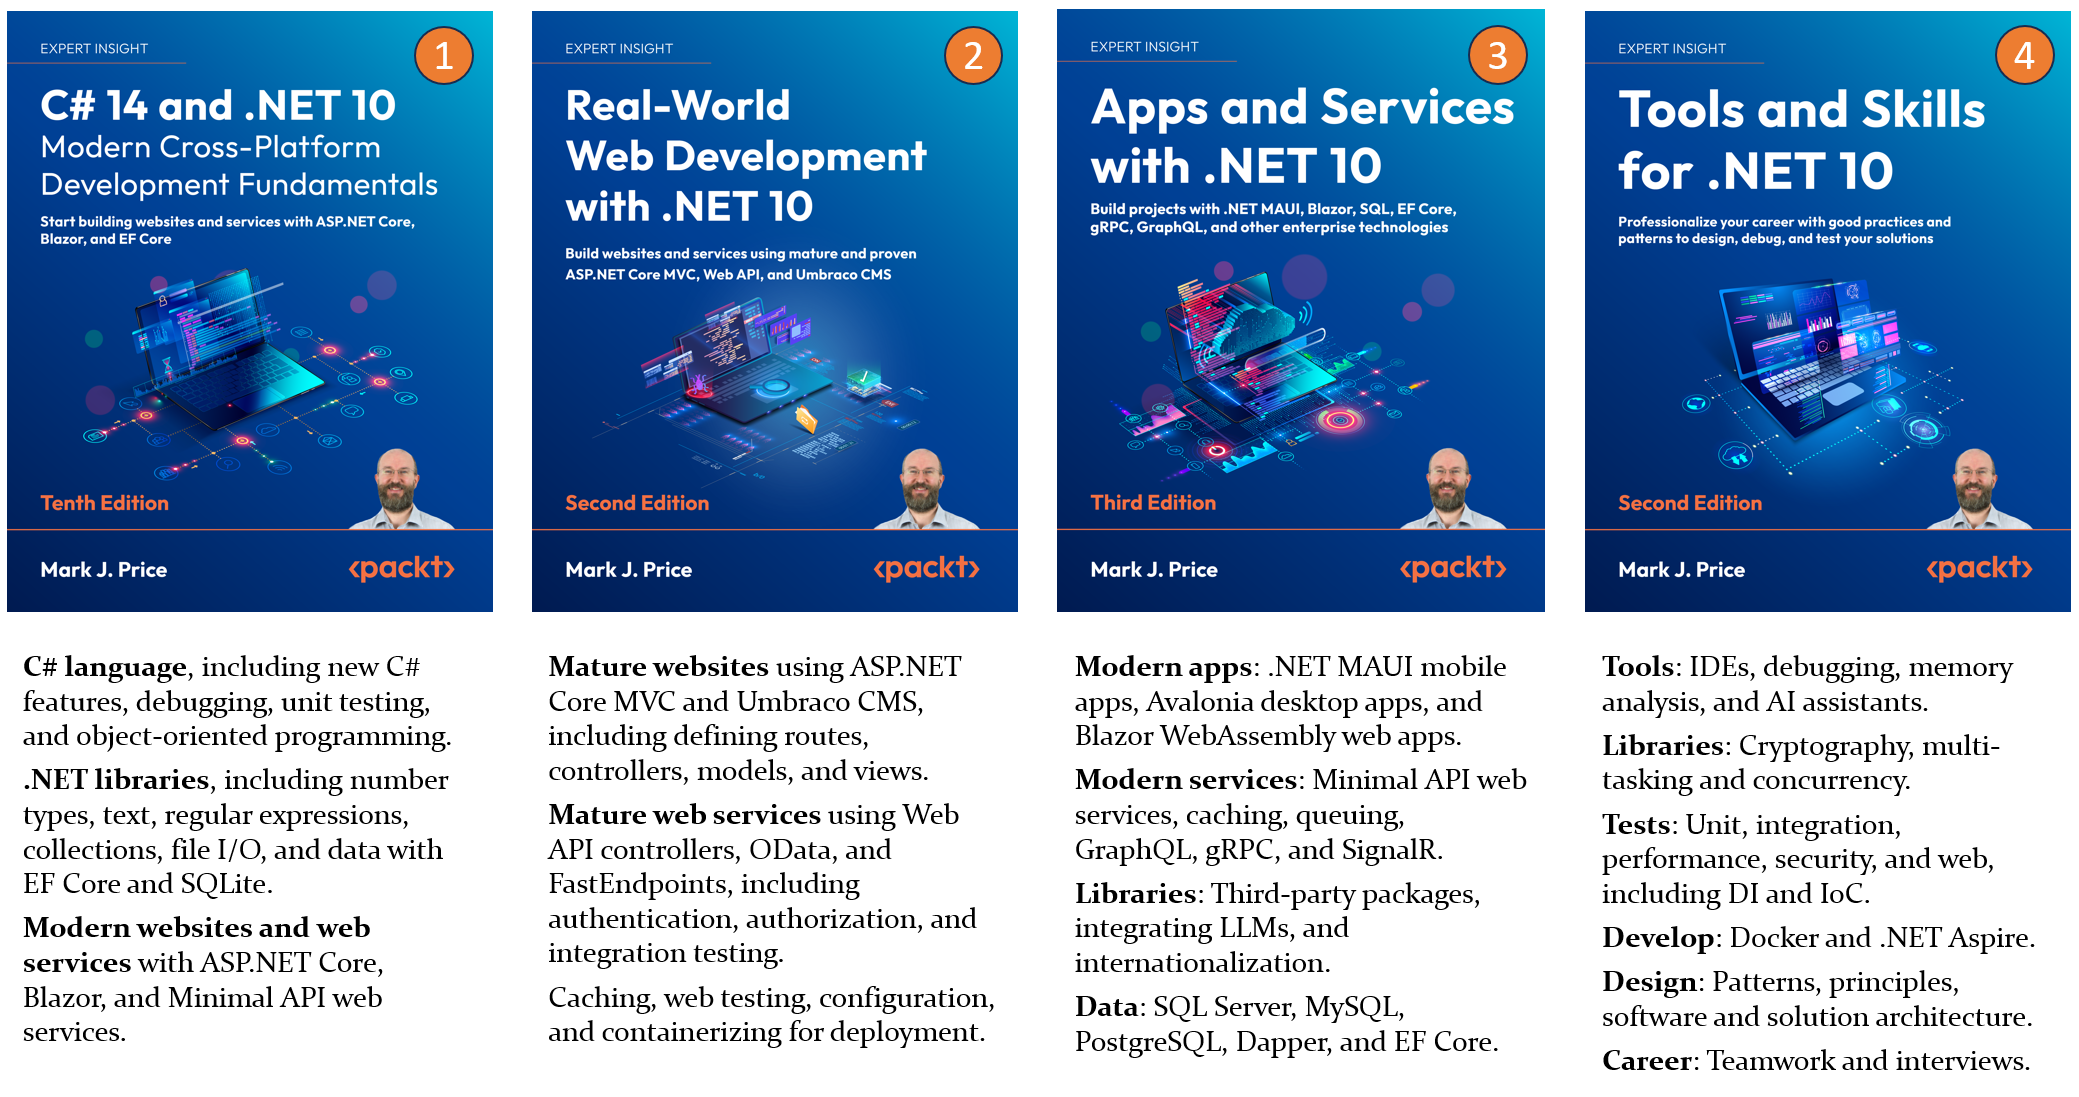 EXPERT INSIGHT
1
C# 14 and .NET 10
Modern Cross-Platform
Development Fundamentals
Start building websites and services with ASP.NET Core,
Blazor, and EF Core
Tenth Edition
Mark J. Price
<packt>
C# language, including new C#
features, debugging, unit testing,
and object-oriented programming.
.NET libraries, including number
types, text, regular expressions,
collections, file I/O, and data with
EF Core and SQLite.
Modern websites and web
services with ASP.NET Core,
Blazor, and Minimal API web
services.
EXPERT INSIGHT
2
Real-World
Web Development
with .NET 10
Build websites and services using mature and proven
ASP.NET Core MVC, Web API, and Umbraco CMS
Second Edition
Mark J. Price
<packt>
Mature websites using ASP.NET
Core MVC and Umbraco CMS,
including defining routes,
controllers, models, and views.
Mature web services using Web
API controllers, OData, and
FastEndpoints, including
authentication, authorization, and
integration testing.
Caching, web testing, configuration,
and containerizing for deployment.
EXPERT INSIGHT
3
Apps and Services
with .NET 10
Build projects with .NET MAUI, Blazor, SQL, EF Core,
gRPC, GraphQL, and other enterprise technologies
Third Edition
Mark J. Price
<packt>
Modern apps: .NET MAUI mobile
apps, Avalonia desktop apps, and
Blazor WebAssembly web apps.
Modern services: Minimal API web
services, caching, queuing,
GraphQL, gRPC, and SignalR.
Libraries: Third-party packages,
integrating LLMs, and
internationalization.
Data: SQL Server, MySQL,
PostgreSQL, Dapper, and EF Core.
EXPERT INSIGHT
4
Tools and Skills
for .NET 10
Professionalize your career with good practices and
patterns to design, debug, and test your solutions
Second Edition
Mark J. Price
<packt>
Tools: IDEs, debugging, memory
analysis, and AI assistants.
Libraries: Cryptography, multi-
tasking and concurrency.
Tests: Unit, integration,
performance, security, and web,
including DI and IoC.
Develop: Docker and .NET Aspire.
Design: Patterns, principles,
software and solution architecture.
Career: Teamwork and interviews.